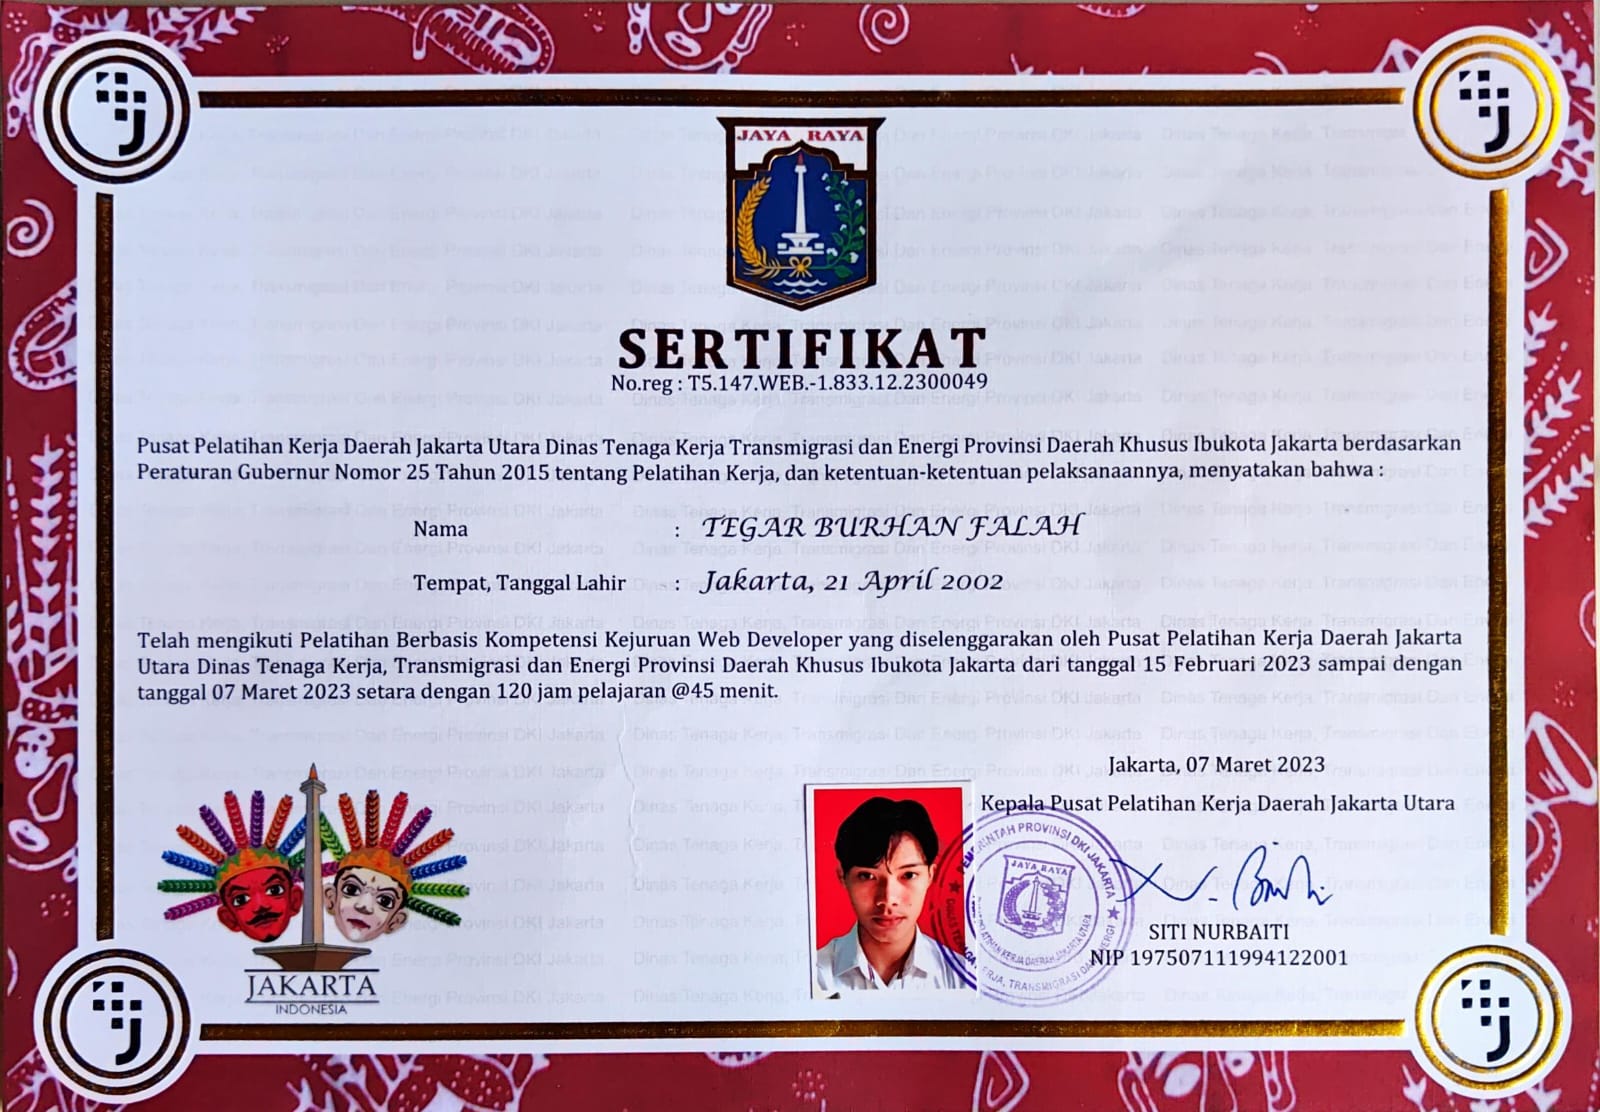 JAYA RAYA
SERTIFIKAT
No.reg : T5.147.WEB.-1.833.12.2300049
Pusat Pelatihan Kerja Daerah Jakarta Utara Dinas Tenaga Kerja Transmigrasi dan Energi Provinsi Daerah Khusus Ibukota Jakarta berdasarkan
Peraturan Gubernur Nomor 25 Tahun 2015 tentang Pelatihan Kerja, dan ketentuan-ketentuan pelaksanaannya, menyatakan bahwa :
Nama : TEGAR BURHAN FALAH
Tempat, Tanggal Lahir : Jakarta, 21 April 2002
Telah mengikuti Pelatihan Berbasis Kompetensi Kejuruan Web Developer yang diselenggarakan oleh Pusat Pelatihan Kerja Daerah Jakarta
Utara Dinas Tenaga Kerja, Transmigrasi dan Energi Provinsi Daerah Khusus Ibukota Jakarta dari tanggal 15 Februari 2023 sampai dengan
tanggal 07 Maret 2023 setara dengan 120 jam pelajaran @45 menit.
Jakarta, 07 Maret 2023
Kepala Pusat Pelatihan Kerja Daerah Jakarta Utara
PROVINSI DKI JAKARTA
JAYA RAYA
KERJA DAERAH JAKARTA UTARA
TRANSMIGRASI DAN ENERGI
SITI NURBAITI
NIP 197507111994122001
JAKARTA
INDONESIA